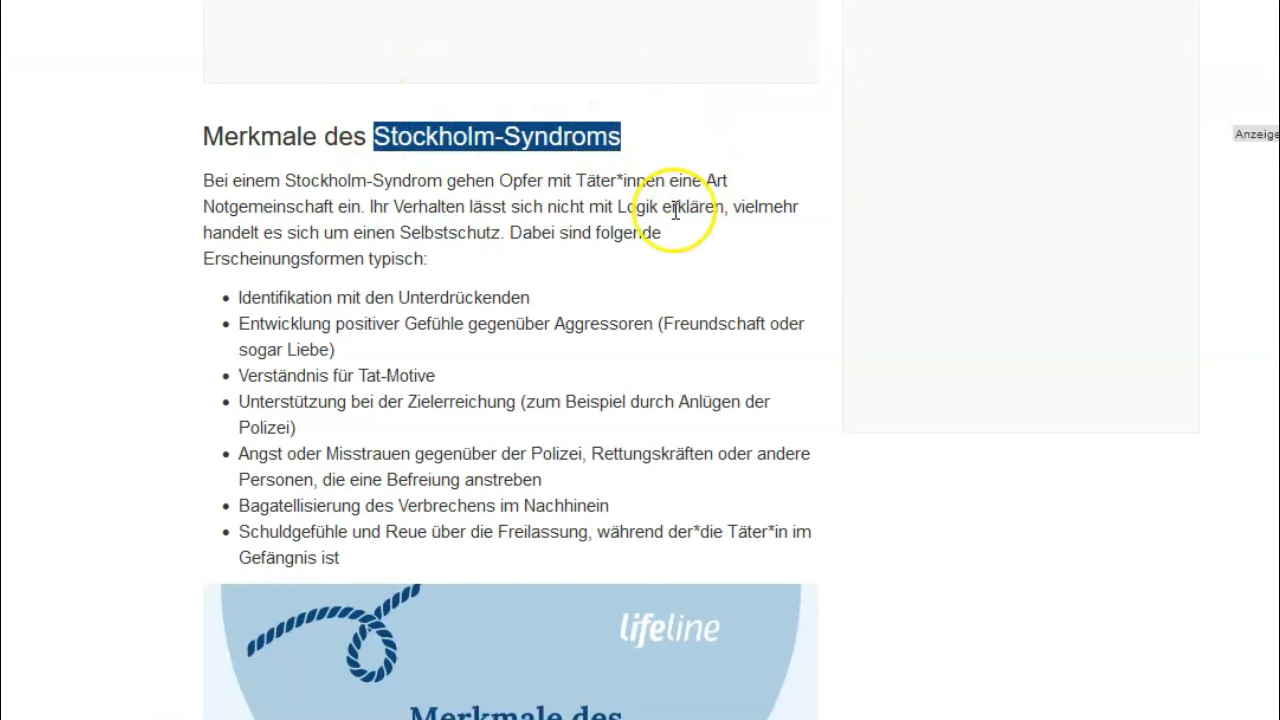 Merkmale des Stockholm-Syndroms
Anzeige
Bei einem Stockholm-Syndrom gehen Opfer mit Täter*innen eine Art
Notgemeinschaft ein. Ihr Verhalten lässt sich nicht mit Logik erklären, vielmehr
handelt es sich um einen Selbstschutz. Dabei sind folgende
Erscheinungsformen typisch:
• Identifikation mit den Unterdrückenden
• Entwicklung positiver Gefühle gegenüber Aggressoren (Freundschaft oder
sogar Liebe)
• Verständnis für Tat-Motive
• Unterstützung bei der Zielerreichung (zum Beispiel durch Anlügen der
Polizei)
• Angst oder Misstrauen gegenüber der Polizei, Rettungskräften oder andere
Personen, die eine Befreiung anstreben
• Bagatellisierung des Verbrechens im Nachhinein
• Schuldgefühle und Reue über die Freilassung, während der*die Täter*in im
Gefängnis ist
lifeline
Merkmale des